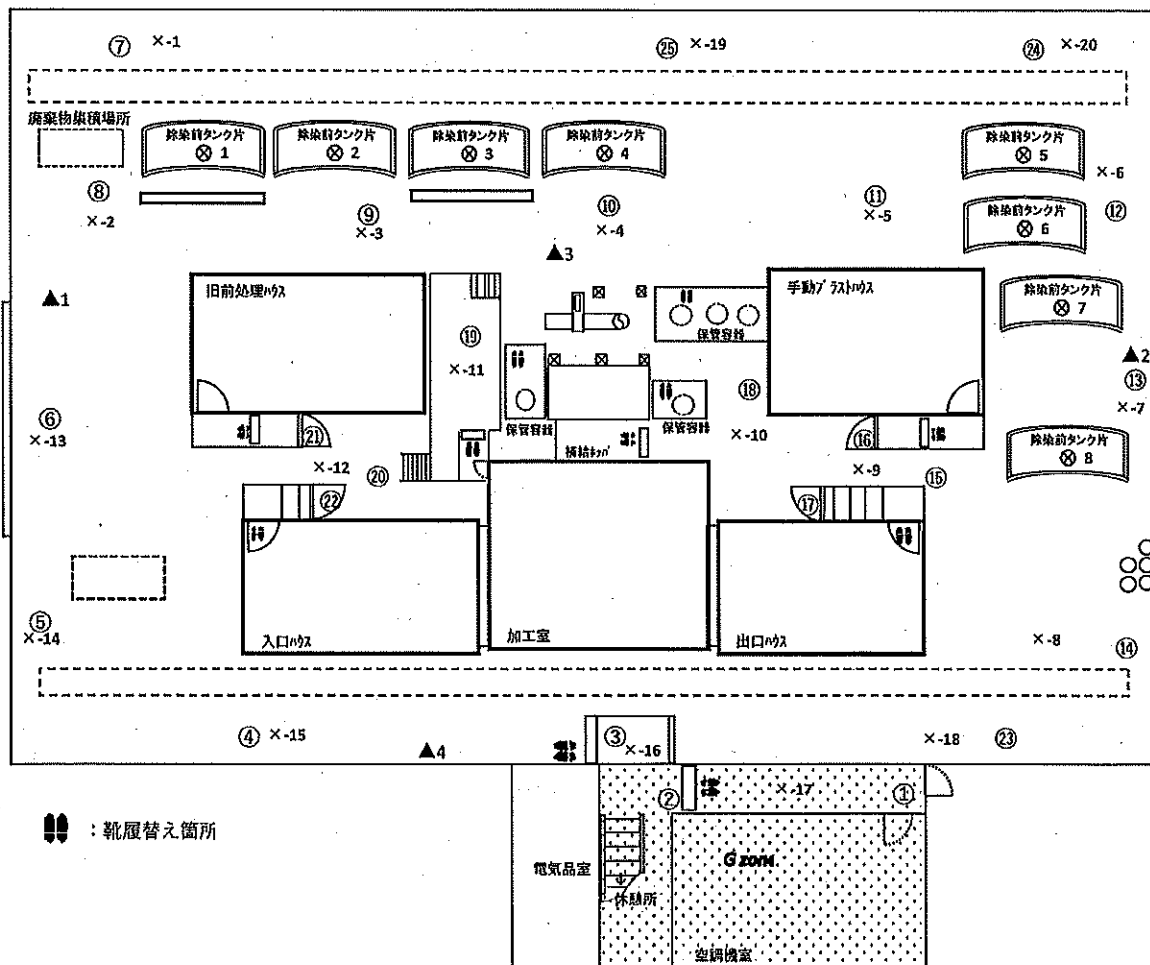 ⑦ ×-1 ㉕ ×-19 ㉔ ×-20
廃棄物集積場所
除染前タンク片 ⊗ 1
除染前タンク片 ⊗ 2
除染前タンク片 ⊗ 3
除染前タンク片 ⊗ 4
除染前タンク片 ⊗ 5
×-6
⑧ ×-2
⑨ ×-3
⑩ ×-4
⑪ ×-5
除染前タンク片 ⊗ 6
⑫
▲3
▲1
旧前処理ハウス
手動ブラストハウス
除染前タンク片 ⊗ 7
保管容器
⑲
×-11
▲2
⑬
×-7
⑱
⑥
×-13
保管容器
保管容器
㉑
×-10
⑯
除染前タンク片 ⊗ 8
×-12
⑳
×-9
⑮
㉒
⑰
⑤
×-14
入口ハウス
加工室
出口ハウス
×-8
⑭
④ ×-15
▲4
③
×-16
×-18 ㉓
②
×-17
①
：靴履替え箇所
電気品室
G zone
休憩所
空調機室